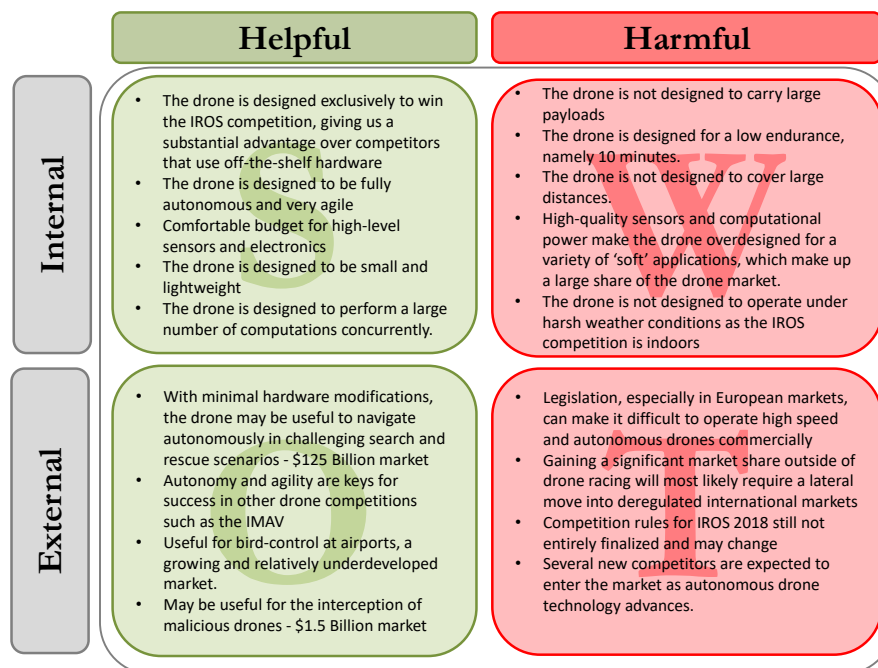 Helpful
Harmful
Internal
• The drone is designed exclusively to win
the IROS competition, giving us a
substantial advantage over competitors
that use off-the-shelf hardware
• The drone is designed to be fully
autonomous and very agile
• Comfortable budget for high-level
sensors and electronics
• The drone is designed to be small and
lightweight
• The drone is designed to perform a large
number of computations concurrently.
S
• The drone is not designed to carry large
payloads
• The drone is designed for a low endurance,
namely 10 minutes.
• The drone is not designed to cover large
distances.
• High-quality sensors and computational
power make the drone overdesigned for a
variety of ‘soft’ applications, which make up
a large share of the drone market.
• The drone is not designed to operate under
harsh weather conditions as the IROS
competition is indoors
W
External
• With minimal hardware modifications,
the drone may be useful to navigate
autonomously in challenging search and
rescue scenarios - $125 Billion market
• Autonomy and agility are keys for
success in other drone competitions
such as the IMAV
• Useful for bird-control at airports, a
growing and relatively underdeveloped
market.
• May be useful for the interception of
malicious drones - $1.5 Billion market
O
• Legislation, especially in European markets,
can make it difficult to operate high speed
and autonomous drones commercially
• Gaining a significant market share outside of
drone racing will most likely require a lateral
move into deregulated international markets
• Competition rules for IROS 2018 still not
entirely finalized and may change
• Several new competitors are expected to
enter the market as autonomous drone
technology advances.
T